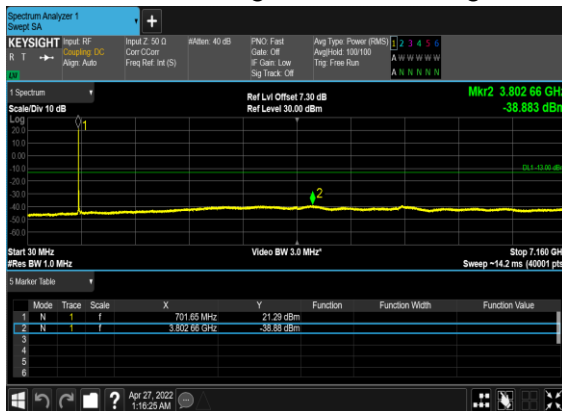 Spectrum Analyzer 1
Swept SA
+
KEYSIGHT Input: RF Input Z: 50 Ω #Atten: 40 dB PNO: Fast Avg Type: Power (RMS) 1 2 3 4 5 6
R T Coupling: DC Corr CCorr Gate: Off Avg|Hold: 100/100 A W W W W W
Align: Auto Freq Ref: Int (S) IF Gain: Low Trig: Free Run A N N N N N
Sig Track: Off
1 Spectrum
Scale/Div 10 dB Ref Lvl Offset 7.30 dB Mkr2 3.802 66 GHz
Log Ref Level 30.00 dBm -38.883 dBm
1
20.0
10.0
0.00
-10.0 DL1 -13.00 dBm
-20.0
-30.0 2
-40.0
-50.0
-60.0
Start 30 MHz Video BW 3.0 MHz* Stop 7.160 GHz
#Res BW 1.0 MHz Sweep ~14.2 ms (40001 pts)
5 Marker Table
Mode Trace Scale X Y Function Function Width Function Value
1 N 1 f 701.65 MHz 21.29 dBm
2 N 1 f 3.802 66 GHz -38.88 dBm
3
4
5
6
? Apr 27, 2022
1:16:25 AM